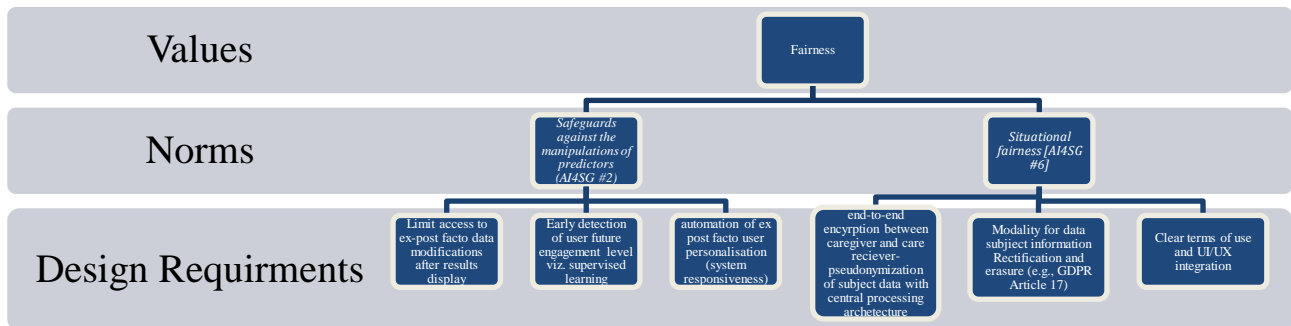 Values
Fairness
Norms
Safeguards
against the
manipulations of
predictors
(AI4SG #2)
Situational
fairness [AI4SG
#6]
Design Requirments
Limit access to
ex-post facto data
modifications
after results
display
Early detection
of user future
engagement level
viz. supervised
learning
automation of ex
post facto user
personalisation
(system
responsiveness)
end-to-end
encyrption between
caregiver and care
reciever-
pseudonymization
of subject data with
central processing
archetecture
Modality for data
subject information
Rectification and
erasure (e.g., GDPR
Article 17)
Clear terms of use
and UI/UX
integration